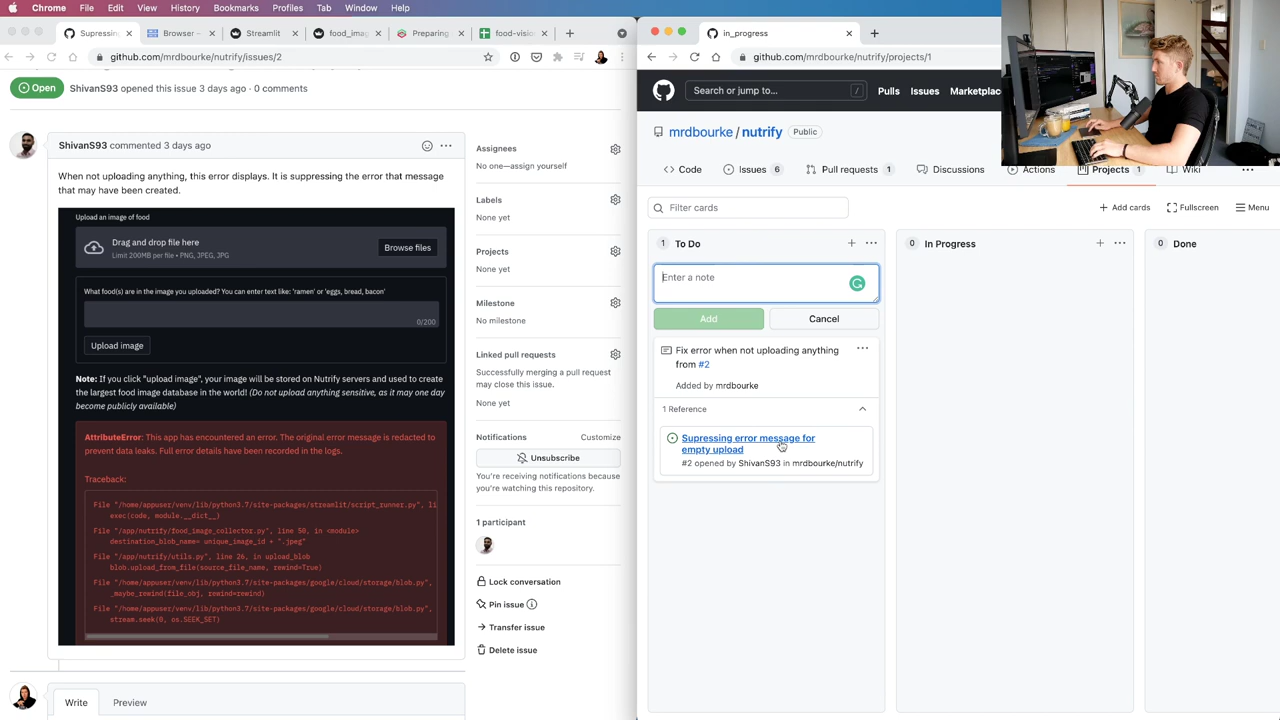 Chrome File Edit View History Bookmarks Profiles Tab Window Help
Supressing
Browser –
Streamlit
food_imag
Preparing
food-vision
github.com/mrdbourke/nutrify/issues/2
Open
ShivanS93 opened this issue 3 days ago · 0 comments
ShivanS93 commented 3 days ago
When not uploading anything, this error displays. It is suppressing the error that message
that may have been created.
Upload an image of food
Drag and drop file here
Limit 200MB per file • PNG, JPEG, JPG
Browse files
What food(s) are in the image you uploaded? You can enter text like: 'ramen' or 'eggs, bread, bacon'
0/200
Upload image
Note: If you click "upload image", your image will be stored on Nutrify servers and used to create
the largest food image database in the world! (Do not upload anything sensitive, as it may one day
become publicly available)
AttributeError: This app has encountered an error. The original error message is redacted to
prevent data leaks. Full error details have been recorded in the logs.
Traceback:
File "/home/appuser/venv/lib/python3.7/site-packages/streamlit/script_runner.py", li
exec(code, module.__dict__)
File "/app/nutrify/food_image_collector.py", line 50, in <module>
destination_blob_name= unique_image_id + ".jpeg"
File "/app/nutrify/utils.py", line 26, in upload_blob
blob.upload_from_file(source_file_name, rewind=True)
File "/home/appuser/venv/lib/python3.7/site-packages/google/cloud/storage/blob.py",
_maybe_rewind(file_obj, rewind=rewind)
File "/home/appuser/venv/lib/python3.7/site-packages/google/cloud/storage/blob.py",
stream.seek(0, os.SEEK_SET)
Write
Preview
Assignees
No one—assign yourself
Labels
None yet
Projects
None yet
Milestone
No milestone
Linked pull requests
Successfully merging a pull request
may close this issue.
None yet
Notifications
Customize
Unsubscribe
You're receiving notifications because
you're watching this repository.
1 participant
Lock conversation
Pin issue
Transfer issue
Delete issue
in_progress
github.com/mrdbourke/nutrify/projects/1
Search or jump to...
/
Pulls Issues Marketplac
mrdbourke / nutrify
Public
Code
Issues 6
Pull requests 1
Discussions
Actions
Projects 1
Wiki
Filter cards
Add cards
Fullscreen
Menu
1 To Do
Enter a note
Add
Cancel
Fix error when not uploading anything
from #2
Added by mrdbourke
1 Reference
Supressing error message for
empty upload
#2 opened by ShivanS93 in mrdbourke/nutrify
0 In Progress
0 Done